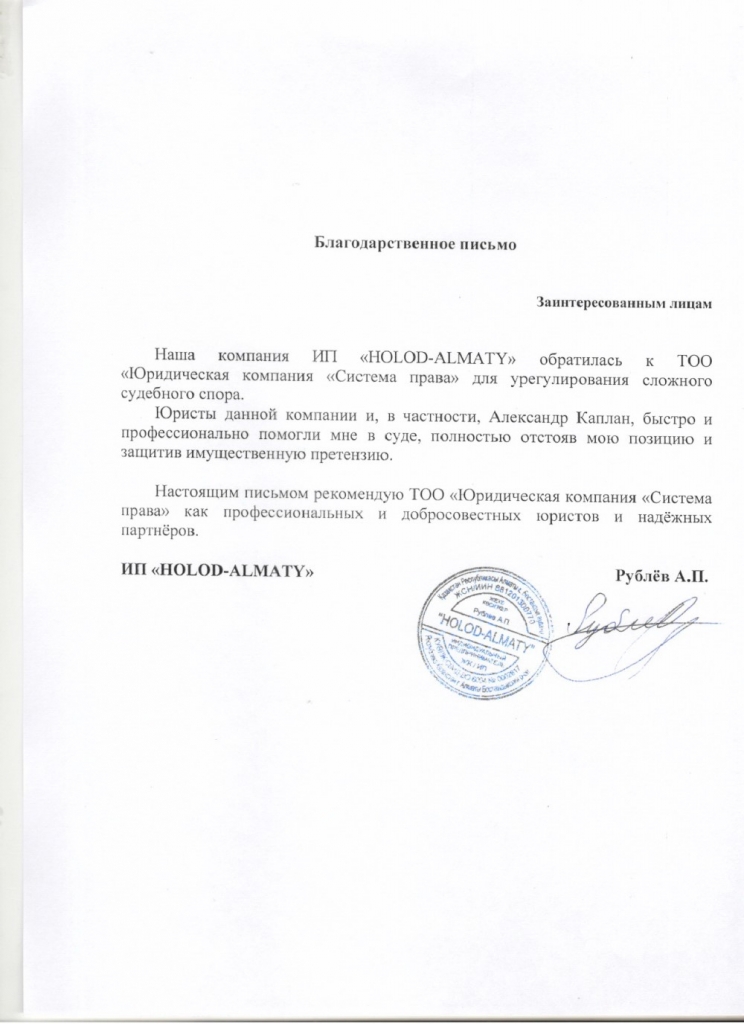 Благодарственное письмо
Заинтересованным лицам
Наша компания ИП «HOLOD-ALMATY» обратилась к ТОО
«Юридическая компания «Система права» для урегулирования сложного
судебного спора.
Юристы данной компании и, в частности, Александр Каплан, быстро и
профессионально помогли мне в суде, полностью отстояв мою позицию и
защитив имущественную претензию.
Настоящим письмом рекомендую ТОО «Юридическая компания «Система
права» как профессиональных и добросовестных юристов и надёжных
партнёров.
ИП «HOLOD-ALMATY»
Рублёв А.П.
Рублев А.П.
"HOLOD-ALMATY"